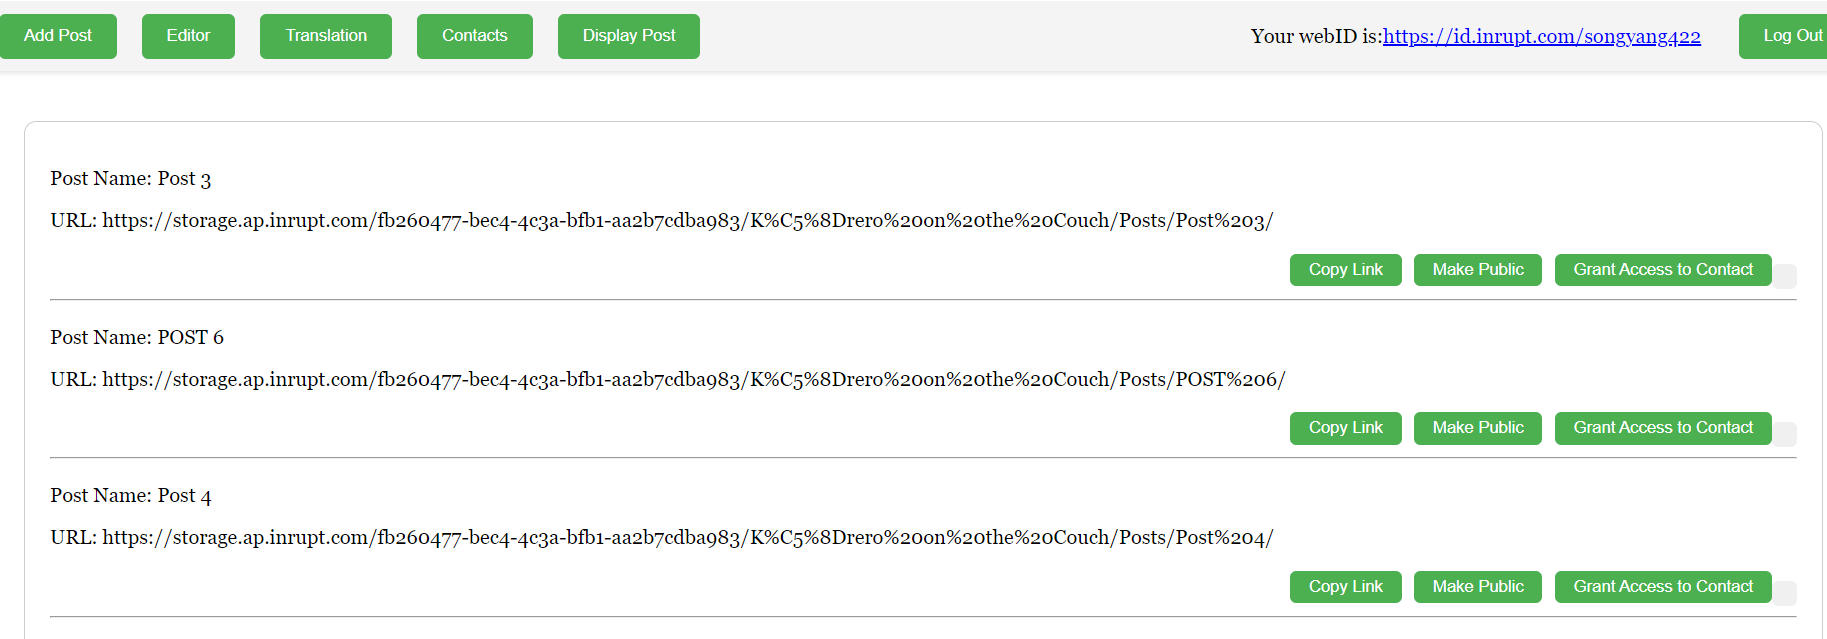 Add Post Editor Translation Contacts Display Post Your webID is:https://id.inrupt.com/songyang422 Log Out
Post Name: Post 3
URL: https://storage.ap.inrupt.com/fb260477-bec4-4c3a-bfb1-aa2b7cdba983/K%C5%8Drero%20on%20the%20Couch/Posts/Post%203/
Copy Link Make Public Grant Access to Contact
Post Name: POST 6
URL: https://storage.ap.inrupt.com/fb260477-bec4-4c3a-bfb1-aa2b7cdba983/K%C5%8Drero%20on%20the%20Couch/Posts/POST%206/
Copy Link Make Public Grant Access to Contact
Post Name: Post 4
URL: https://storage.ap.inrupt.com/fb260477-bec4-4c3a-bfb1-aa2b7cdba983/K%C5%8Drero%20on%20the%20Couch/Posts/Post%204/
Copy Link Make Public Grant Access to Contact